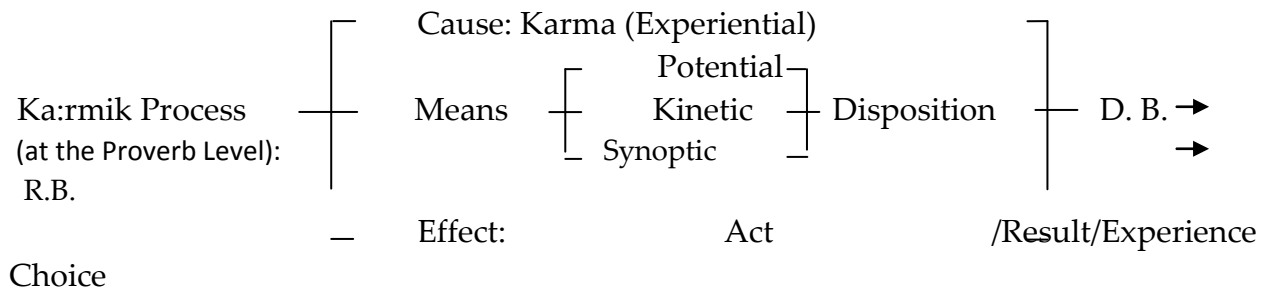 Cause: Karma (Experiential)
Potential
Ka:rmik Process Means Kinetic Disposition D. B. →
(at the Proverb Level): Synoptic →
R.B.
Effect: Act /Result/Experience
Choice